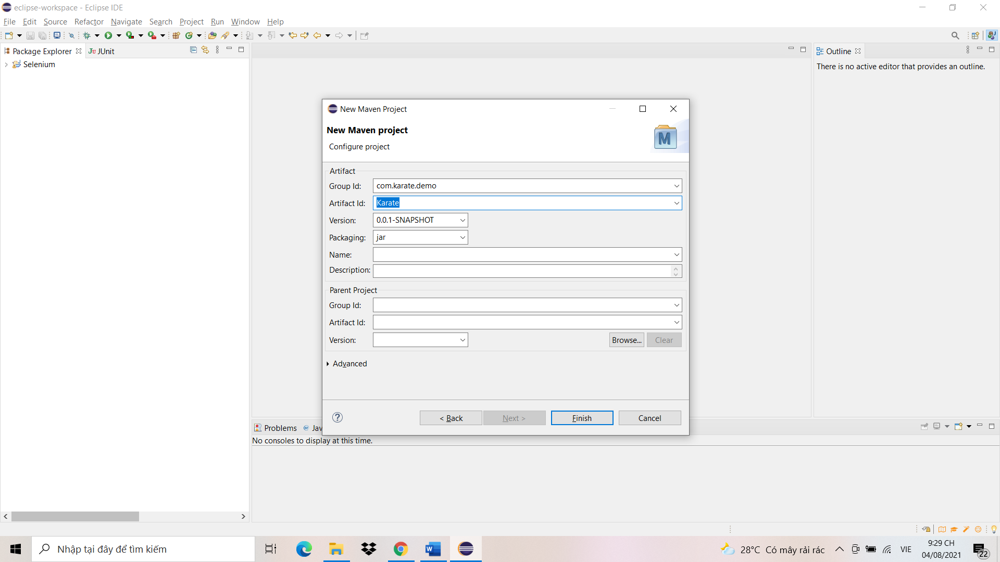 eclipse-workspace - Eclipse IDE
File Edit Source Refactor Navigate Search Project Run Window Help
Package Explorer JUnit
Outline
Selenium
There is no active editor that provides an outline.
New Maven Project
New Maven project
Configure project
Artifact
Group Id: com.karate.demo
Artifact Id: Karate
Version: 0.0.1-SNAPSHOT
Packaging: jar
Name:
Description:
Parent Project
Group Id:
Artifact Id:
Version:
Browse... Clear
Advanced
< Back Next > Finish Cancel
Problems @ Jav
No consoles to display at this time.
Nhập tại đây để tìm kiếm
28°C Có mây rải rác
VIE
9:29 CH
04/08/2021
22